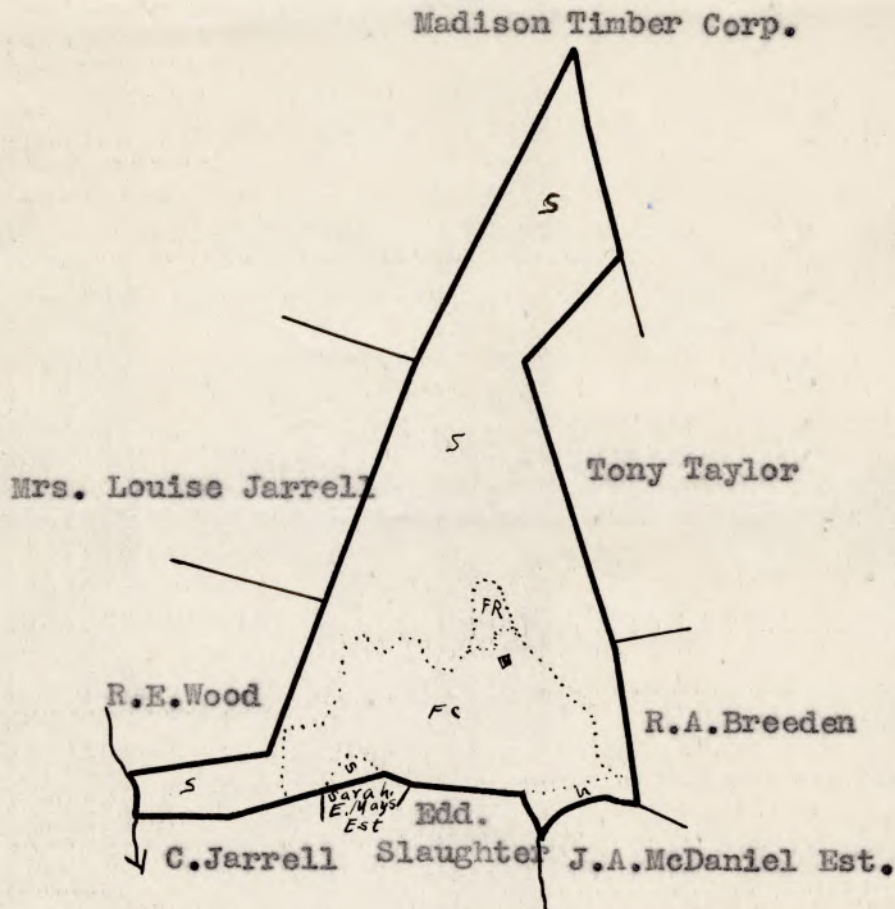 Madison Timber Corp.
S
S
Mrs. Louise Jarrell
Tony Taylor
FR
R.E.Wood
FC
R.A.Breeden
S
S
Sarah.
E. Mays
Est
S
Edd.
Slaughter
C.Jarrell
J.A.McDaniel Est.